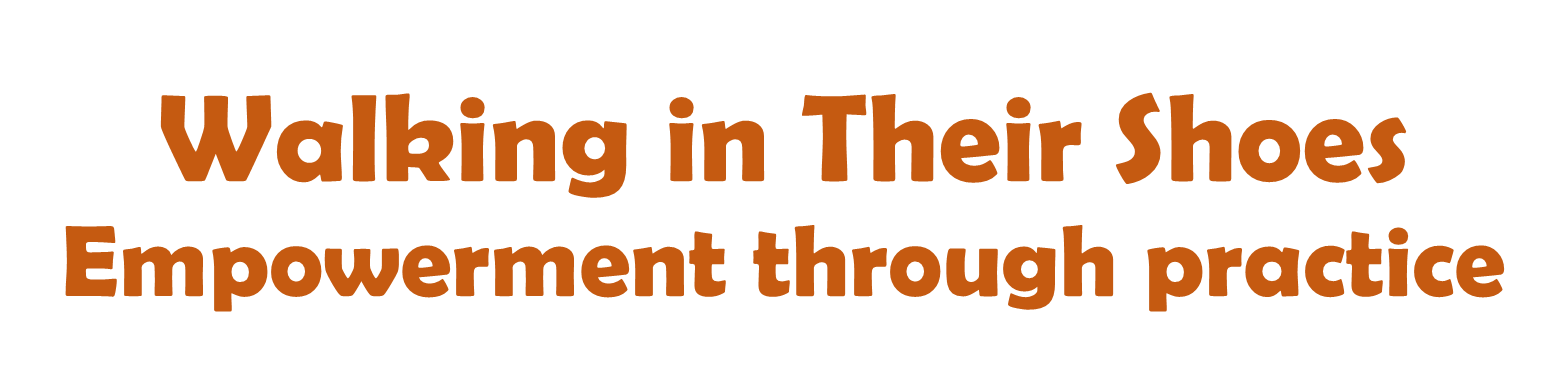 Walking in Their Shoes
Empowerment through practice